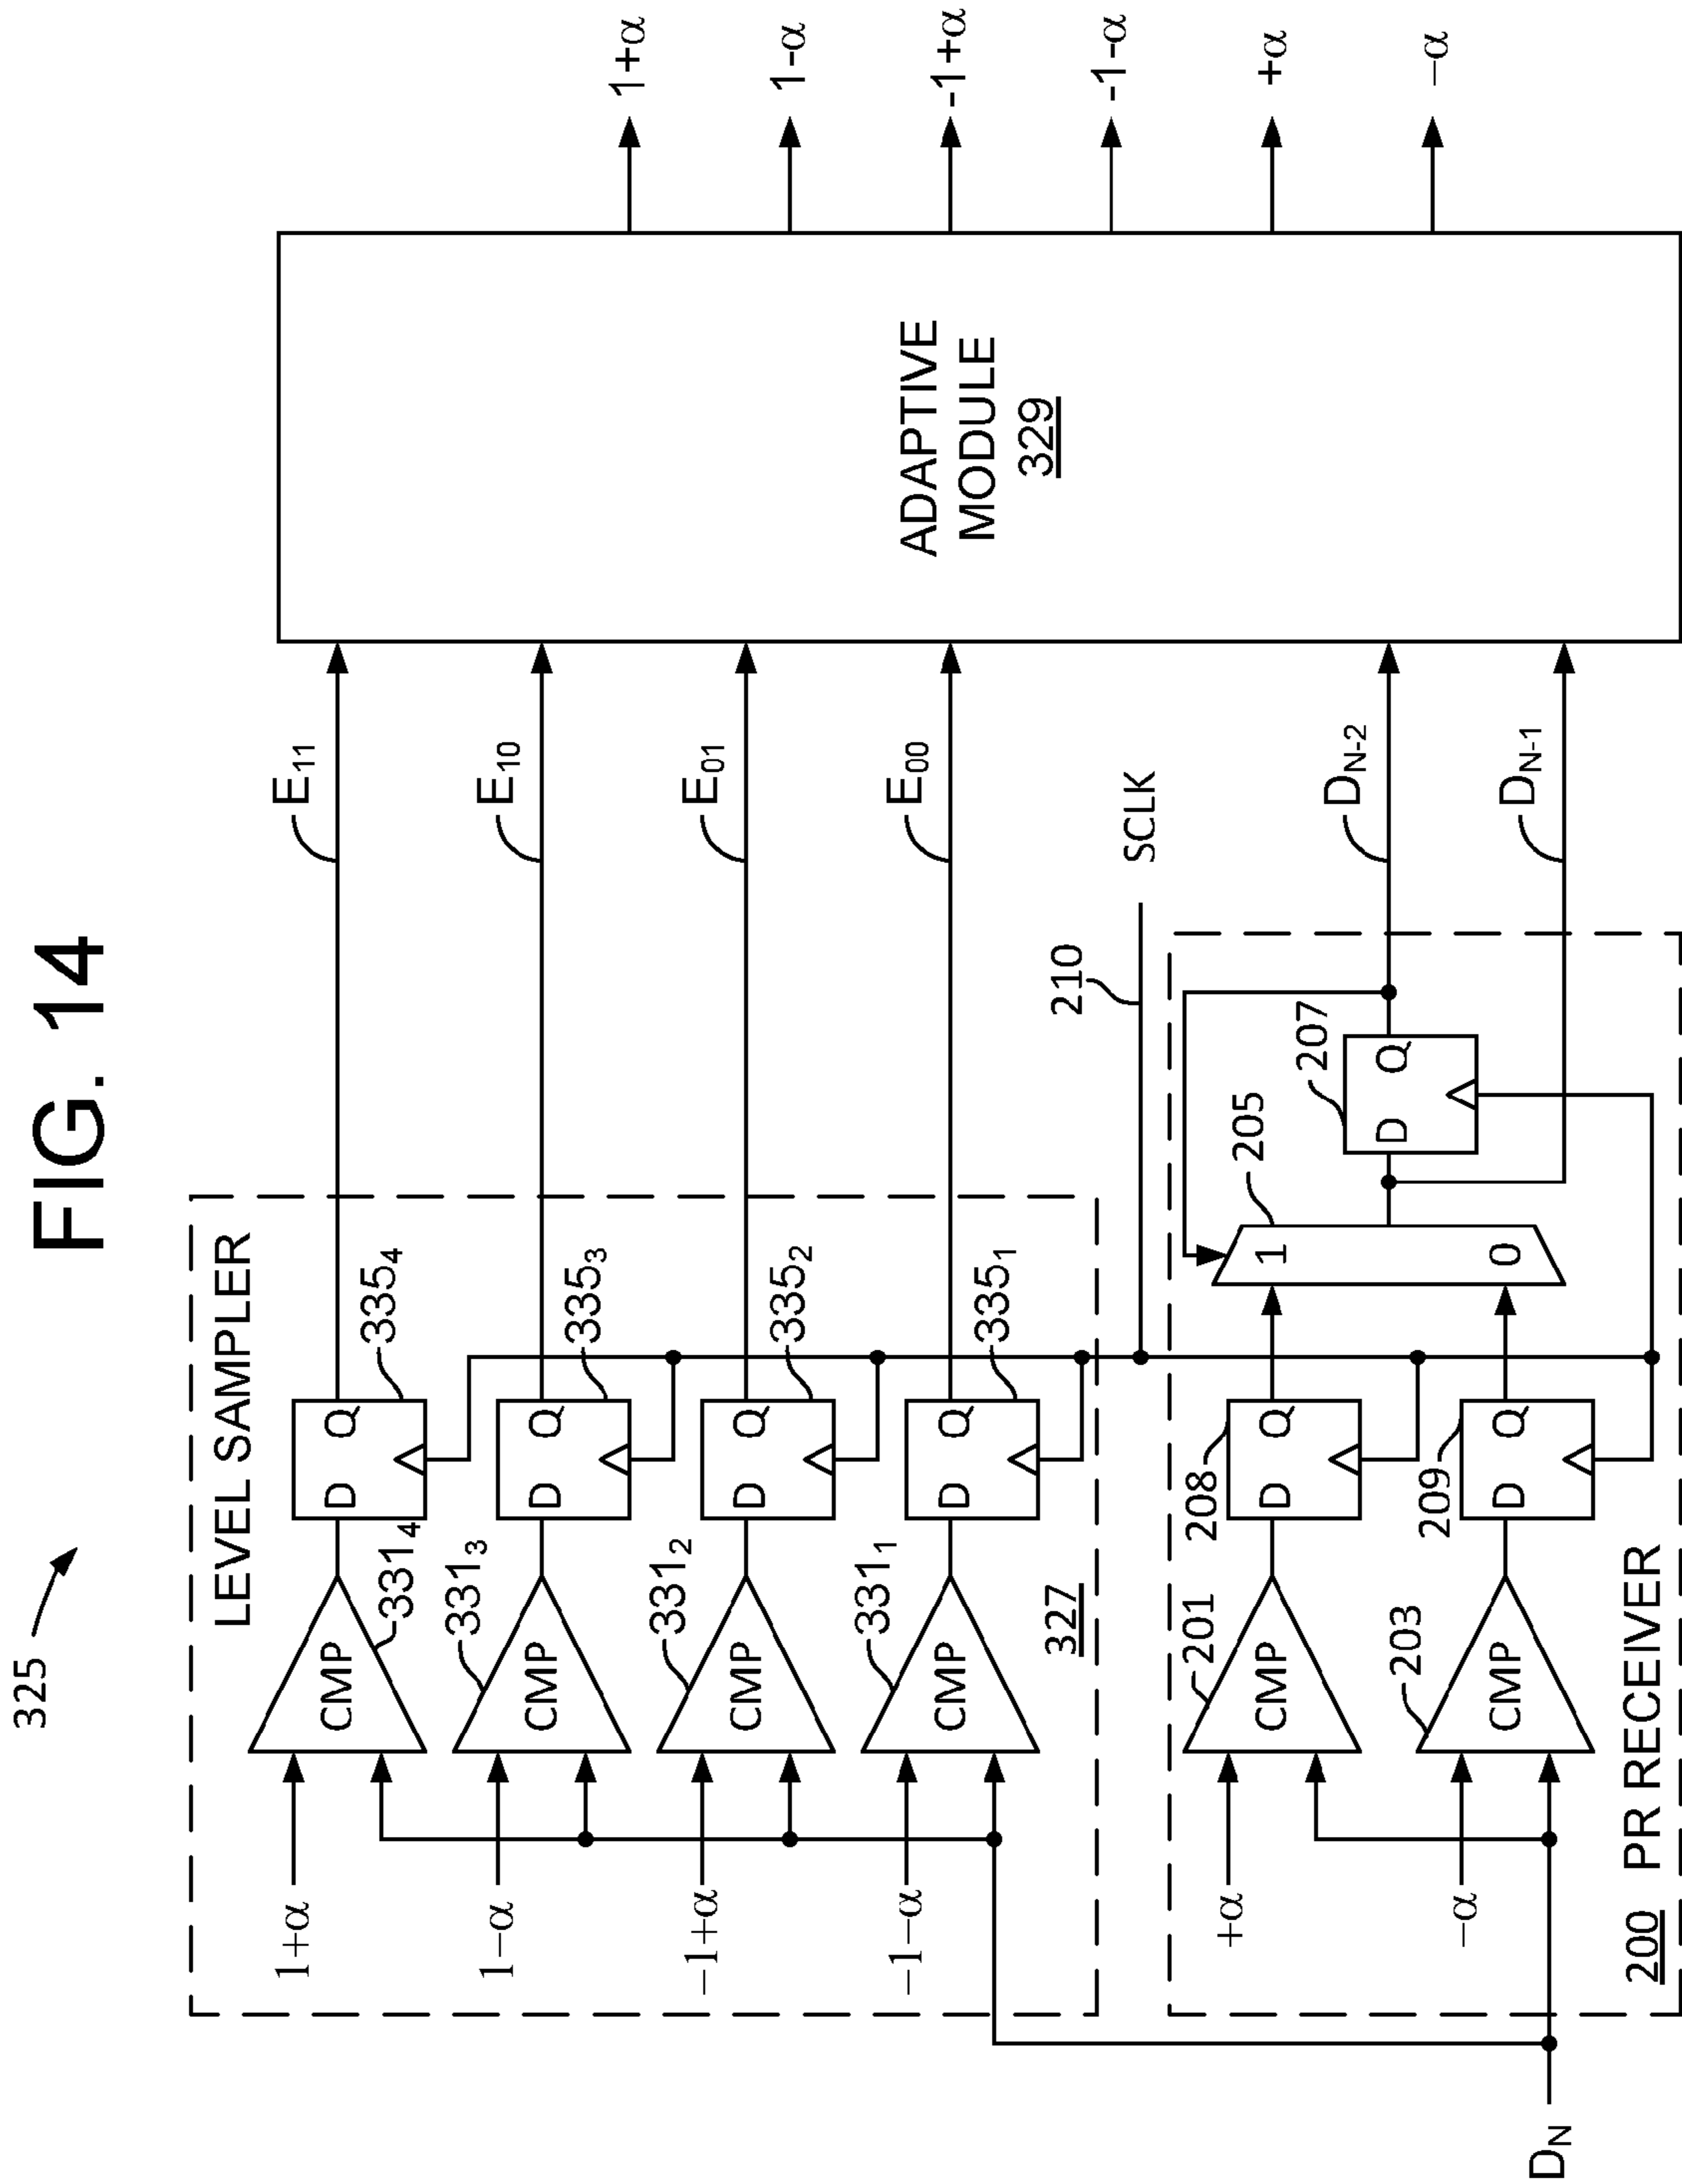 FIG. 14
325
LEVEL SAMPLER
1+α
CMP
331₄
D Q
335₄
E₁₁
1−α
CMP
331₃
D Q
335₃
E₁₀
−1+α
CMP
331₂
D Q
335₂
E₀₁
−1−α
CMP
331₁
D Q
335₁
E₀₀
327
210
SCLK
+α
CMP
201
D Q
208
1
205
D Q
207
D_N-2
−α
CMP
203
D Q
209
0
D_N-1
200 PR RECEIVER
D_N
ADAPTIVE
MODULE
329
1+α
1-α
-1+α
-1-α
+α
−α